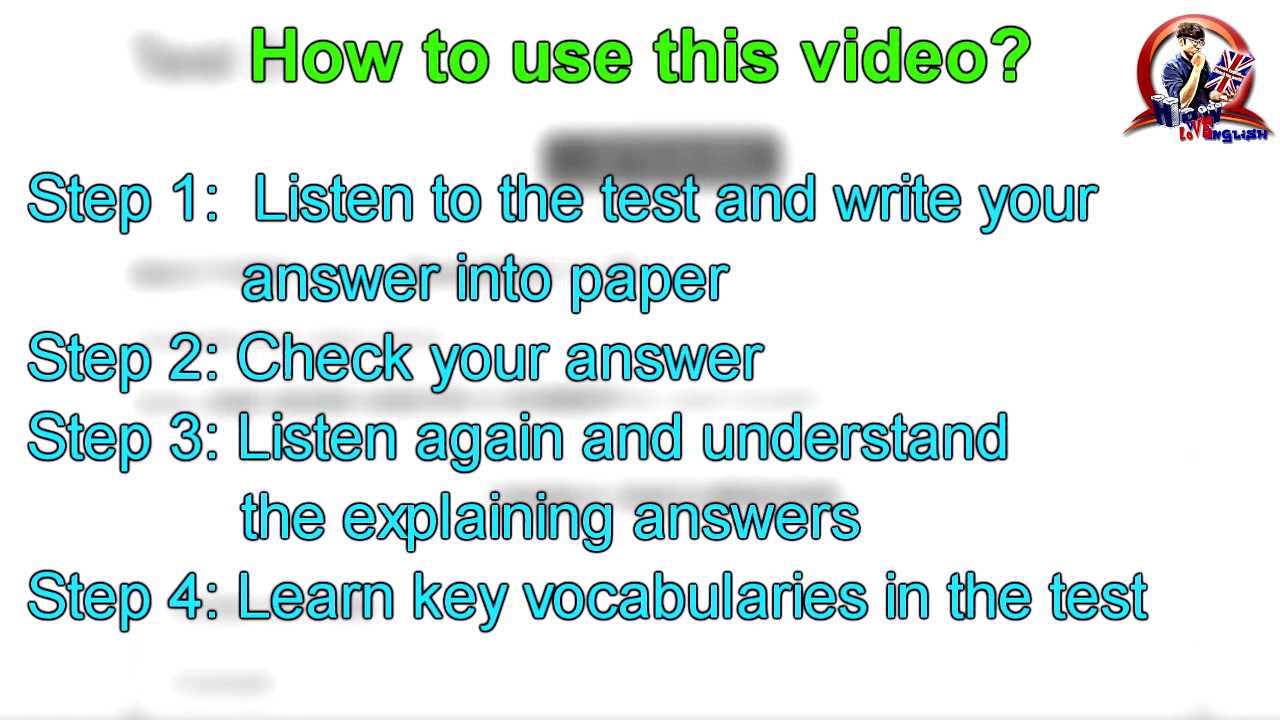 How to use this video?
Step 1: Listen to the test and write your
answer into paper
Step 2: Check your answer
Step 3: Listen again and understand
the explaining answers
Step 4: Learn key vocabularies in the test
LOVE ENGLISH